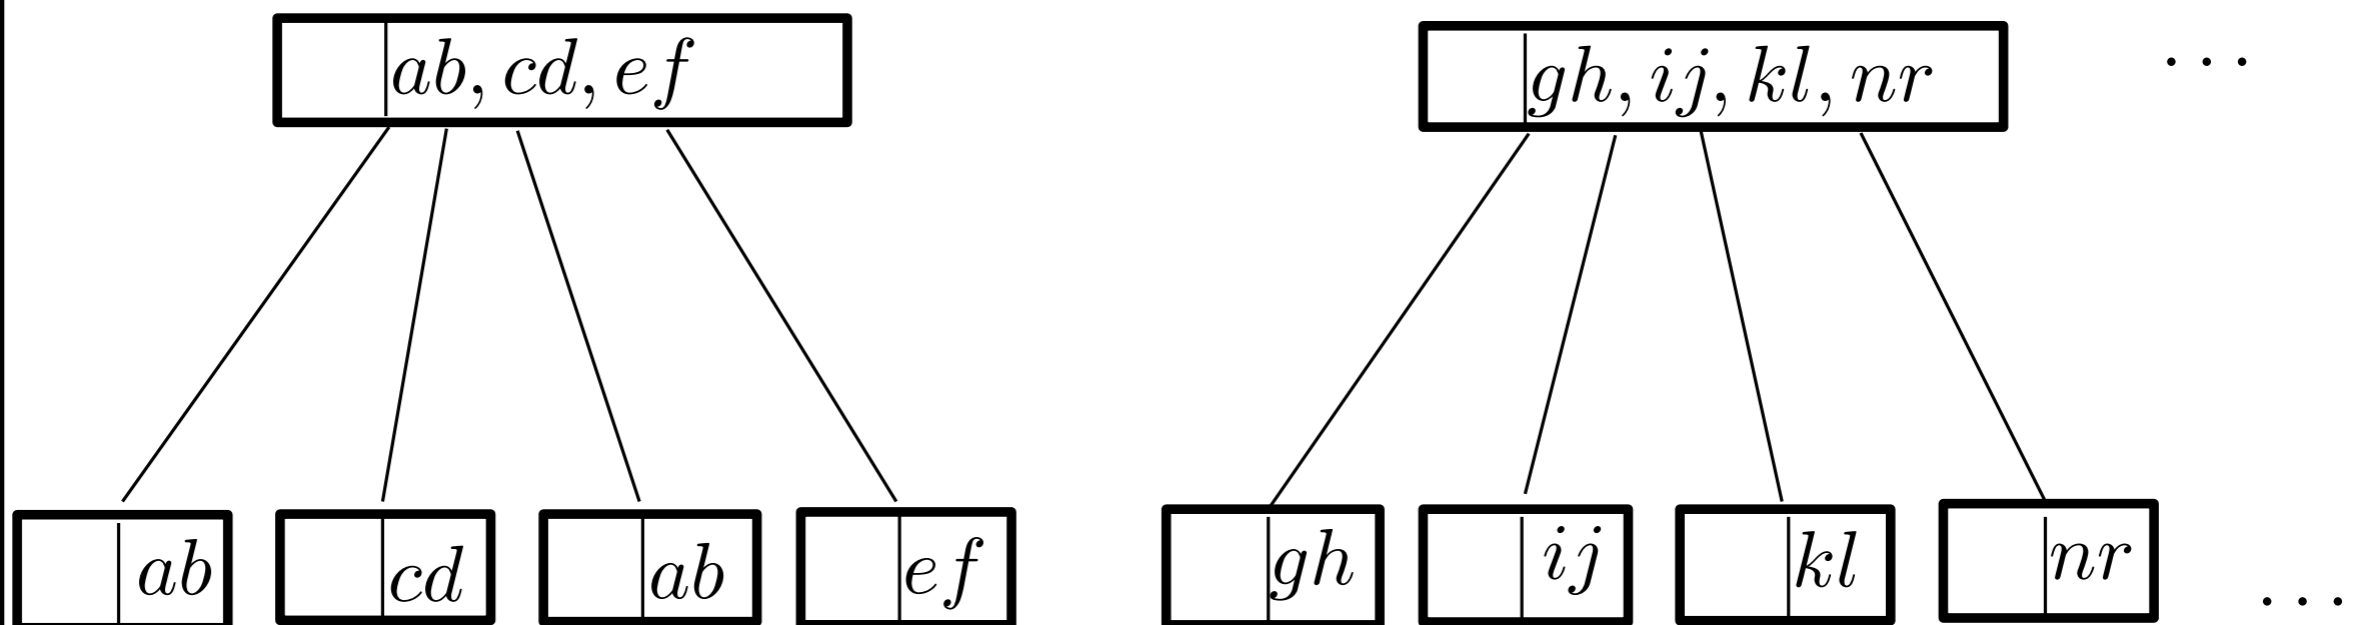 ab, cd, ef
gh, ij, kl, nr
...
ab
cd
ab
ef
gh
ij
kl
nr
...